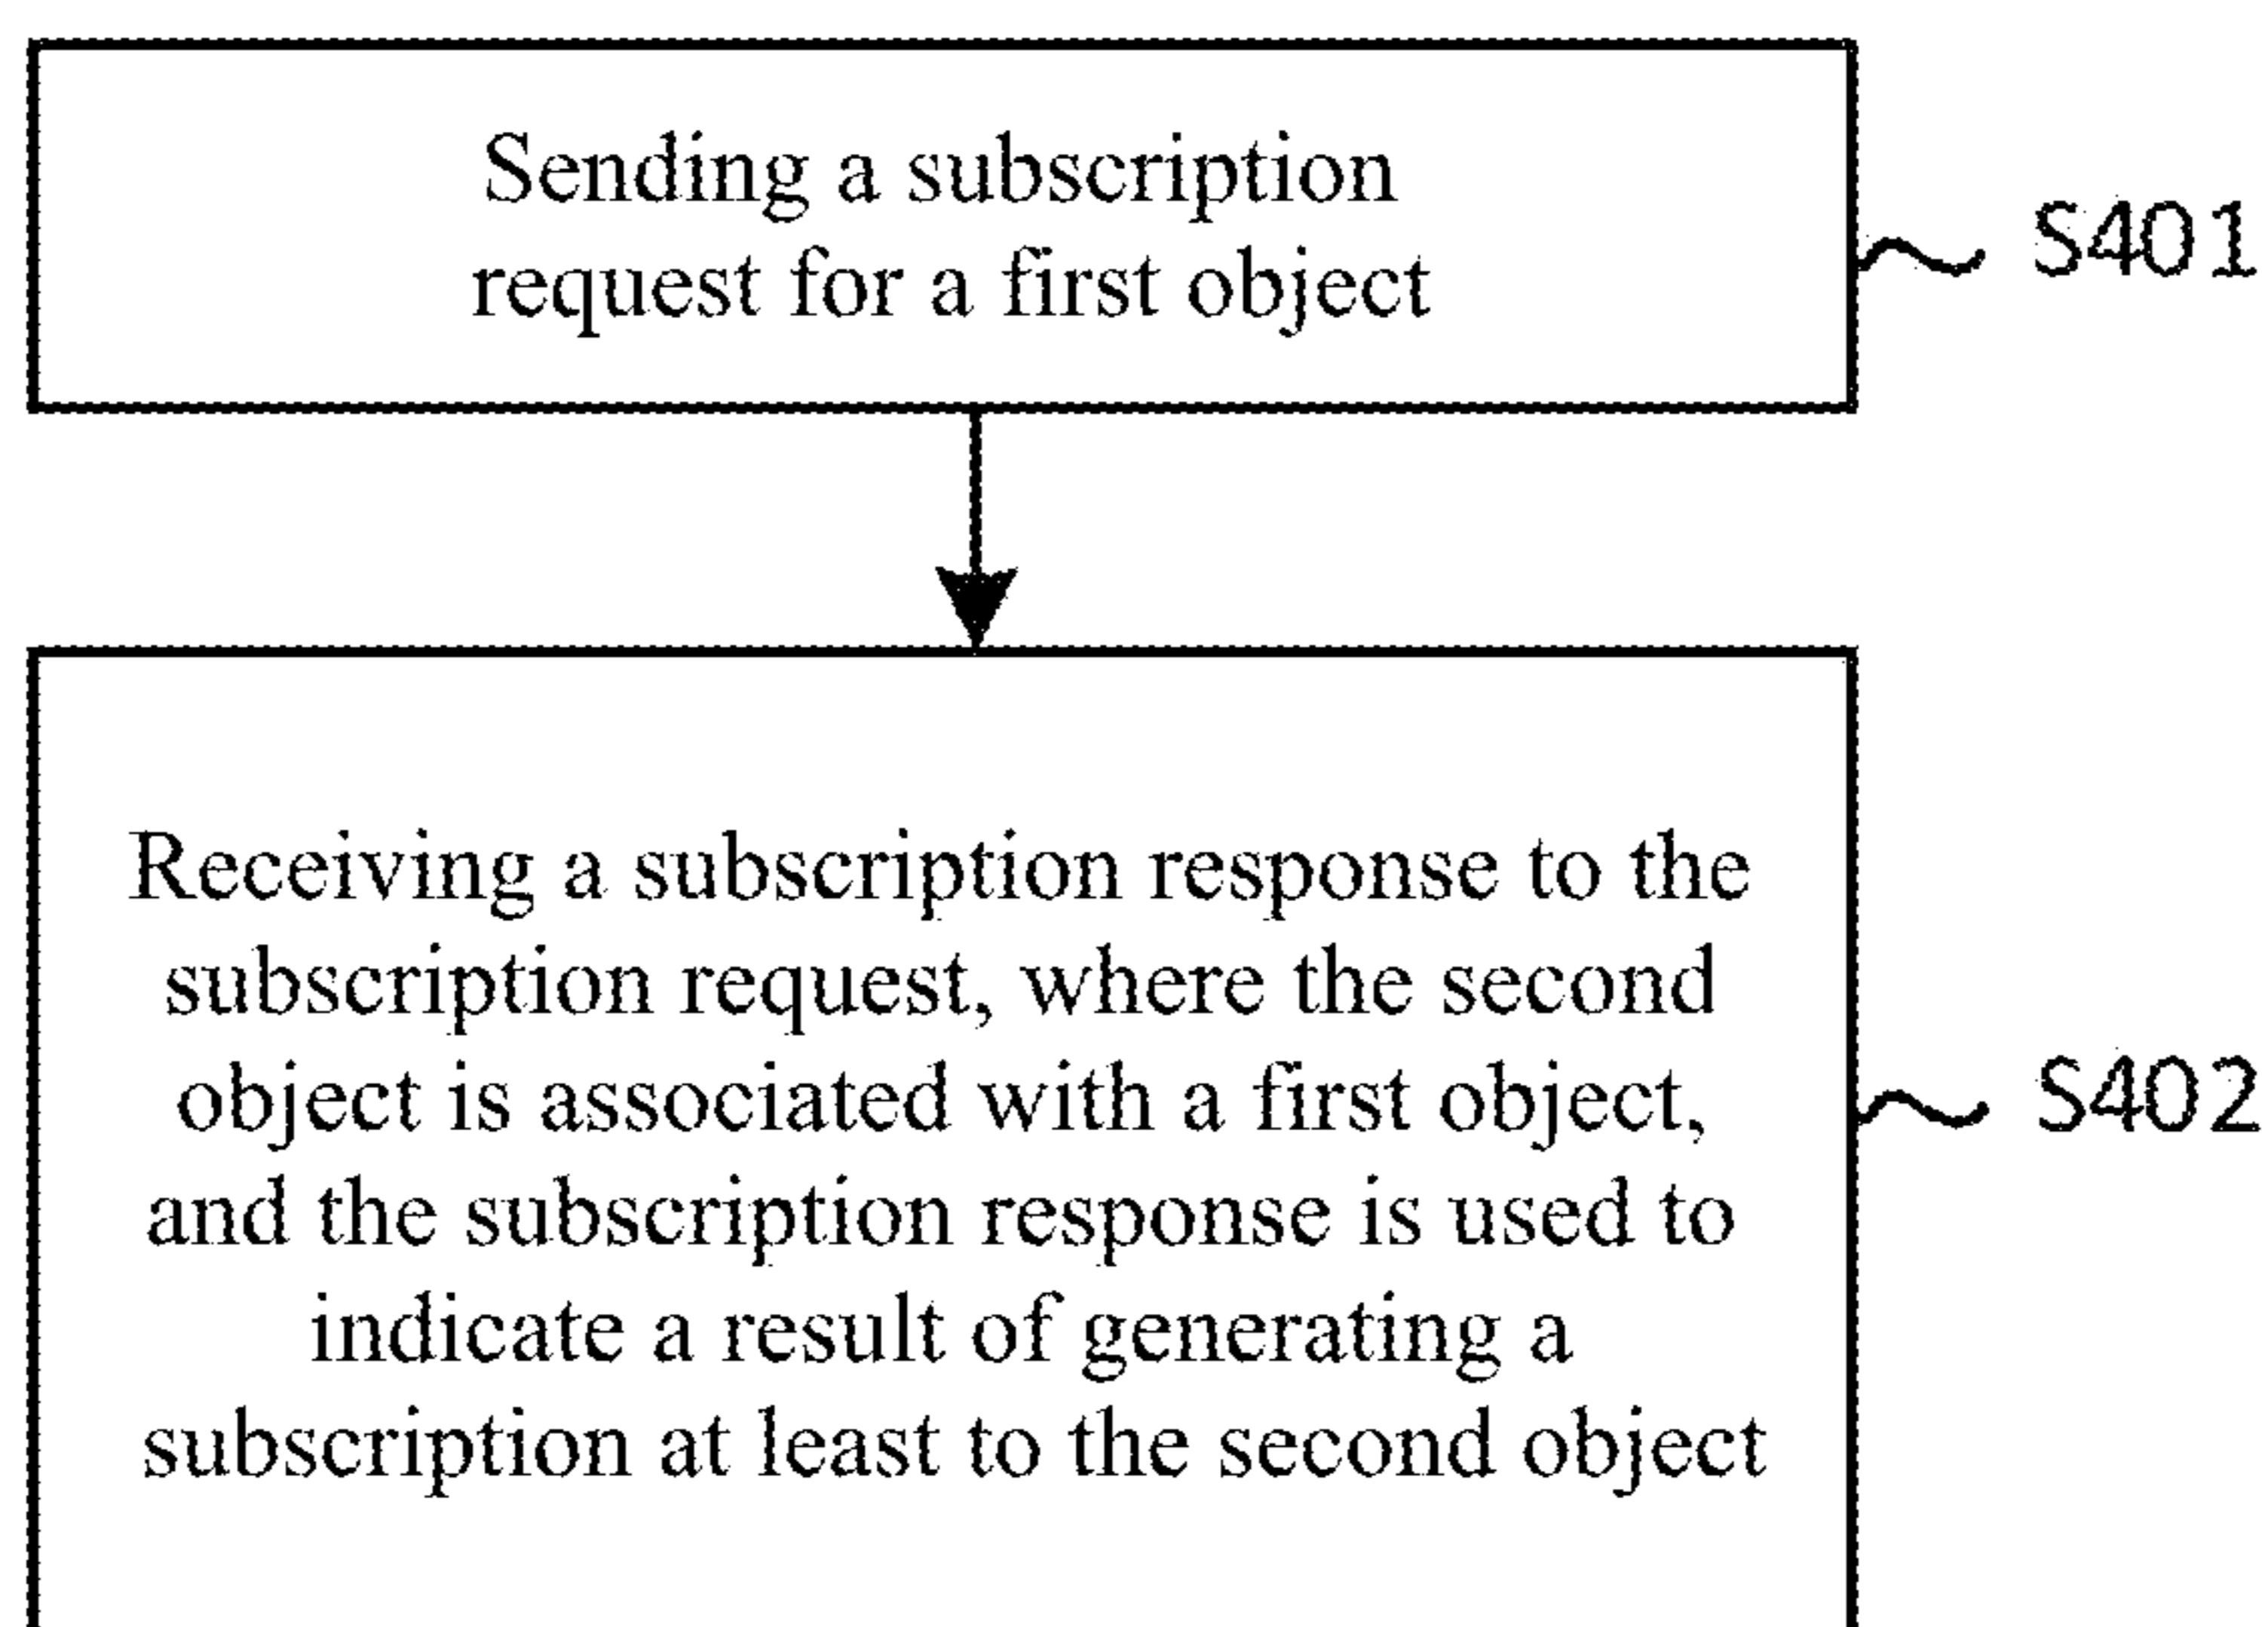 Sending a subscription
request for a first object
S401
Receiving a subscription response to the
subscription request, where the second
object is associated with a first object,
and the subscription response is used to
indicate a result of generating a
subscription at least to the second object
S402